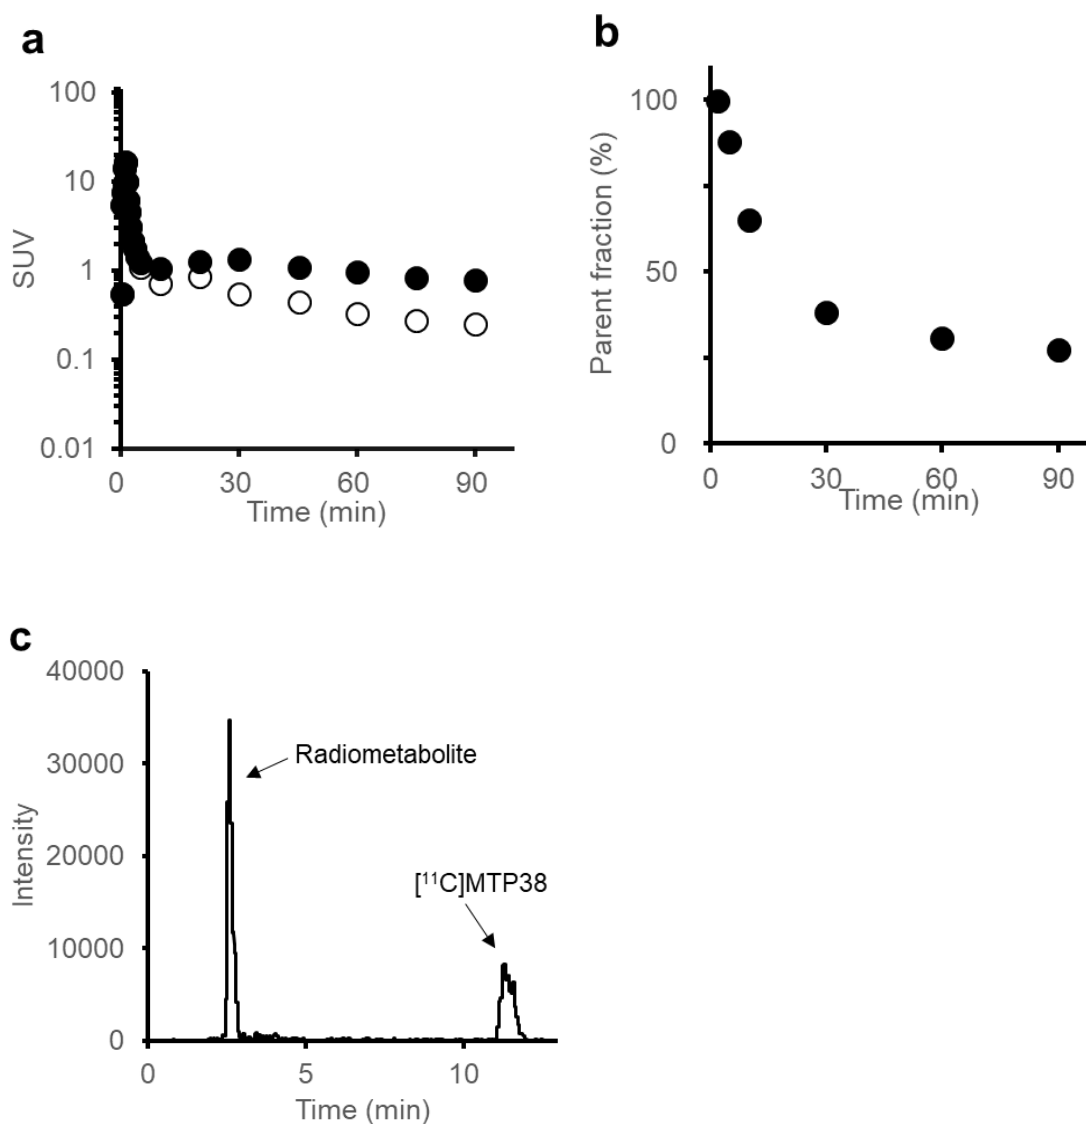 a
100
10
1
0.1
0.01
SUV
0
30
60
90
Time (min)
b
100
50
0
Parent fraction (%)
0
30
60
90
Time (min)
c
40000
30000
20000
10000
0
Intensity
Radiometabolite
[¹¹C]MTP38
0
5
10
Time (min)